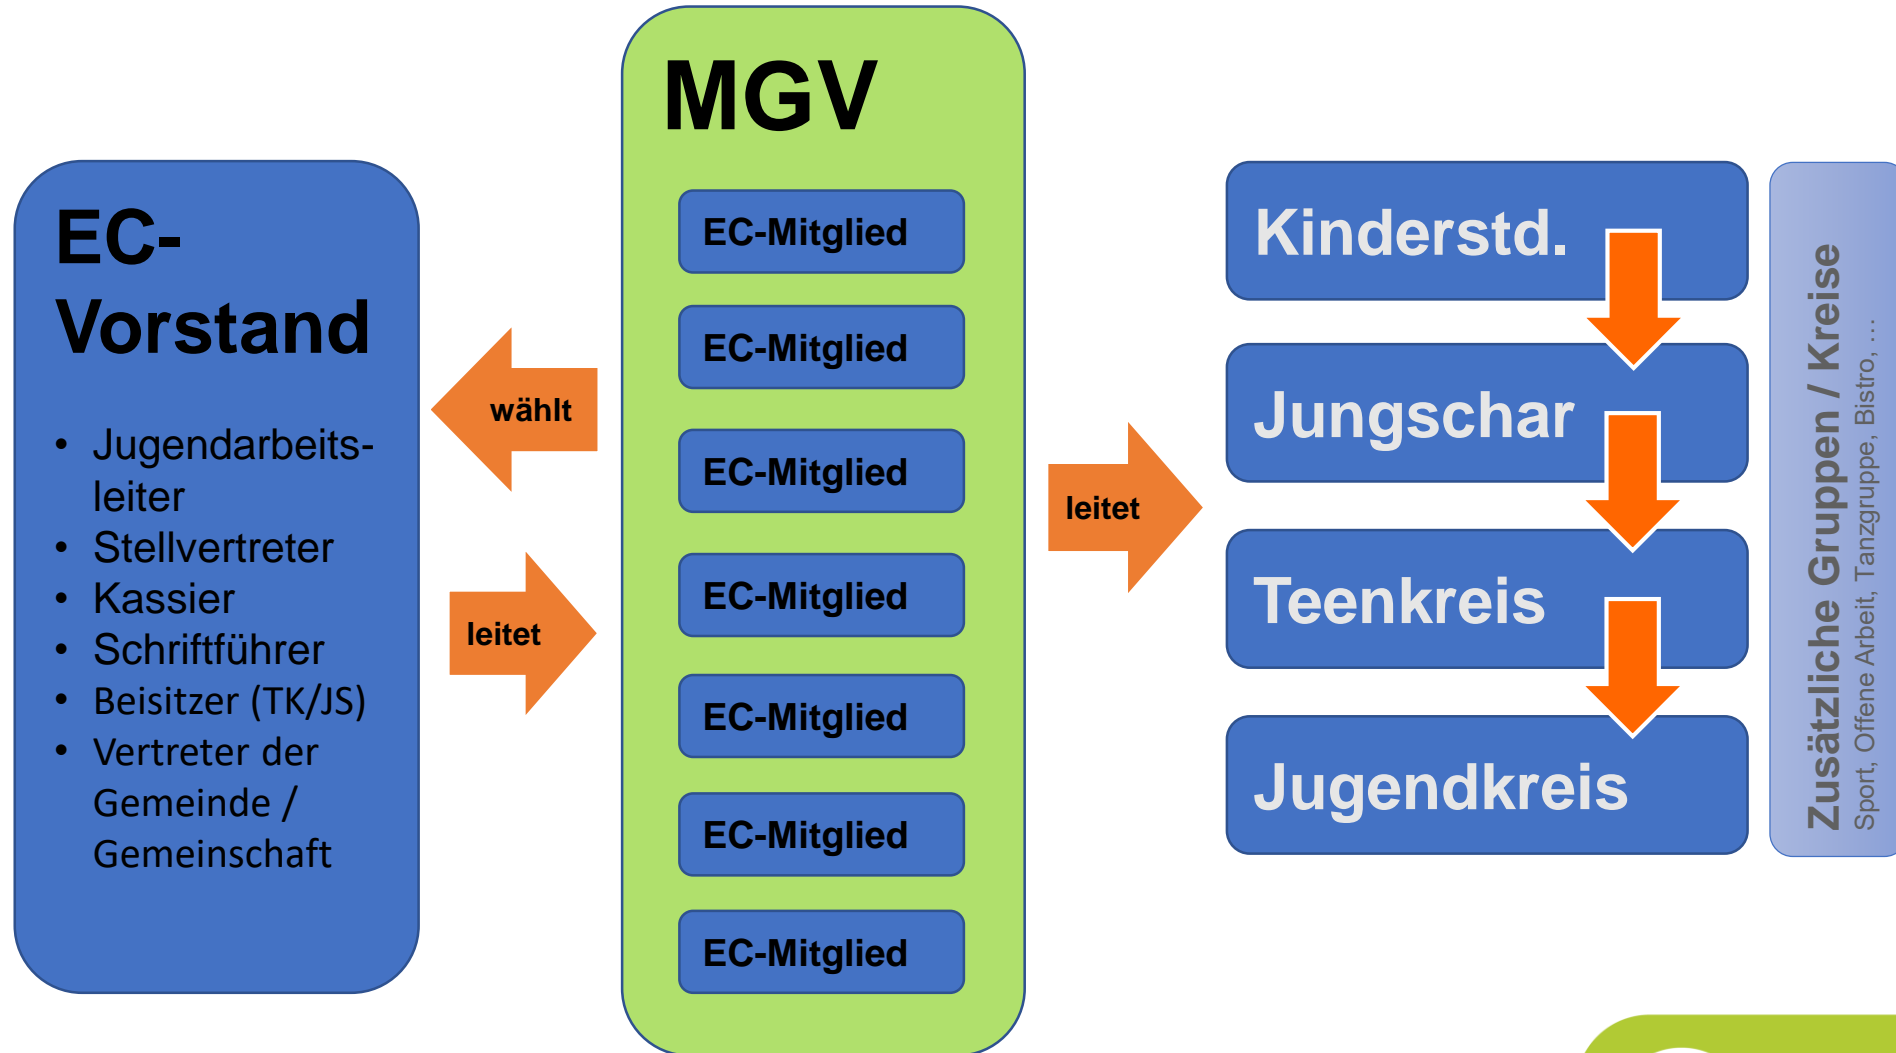 EC-
Vorstand
• Jugendarbeits-
leiter
• Stellvertreter
• Kassier
• Schriftführer
• Beisitzer (TK/JS)
• Vertreter der
Gemeinde /
Gemeinschaft
wählt
leitet
MGV
EC-Mitglied
EC-Mitglied
EC-Mitglied
EC-Mitglied
EC-Mitglied
EC-Mitglied
EC-Mitglied
leitet
Kinderstd.
Jungschar
Teenkreis
Jugendkreis
Zusätzliche Gruppen / Kreise
Sport, Offene Arbeit, Tanzgruppe, Bistro, …